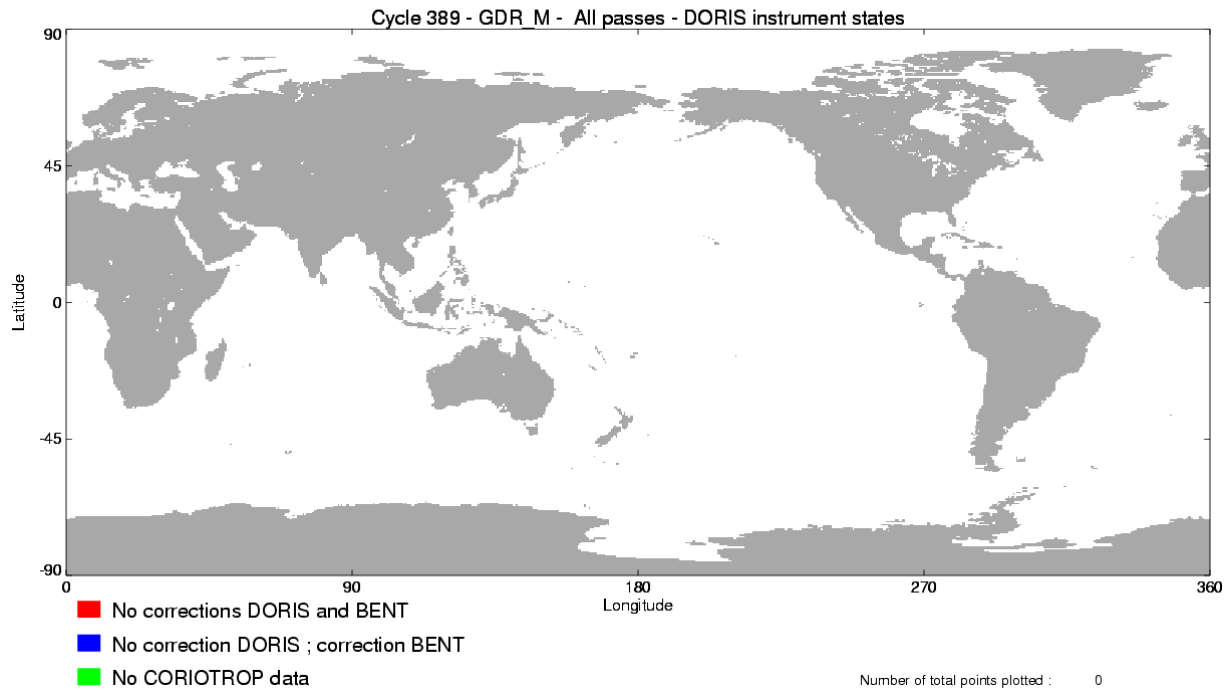 Cycle 389 - GDR_M - All passes - DORIS instrument states
90
45
0
-45
-90
Latitude
0 90 180 270 360
Longitude
No corrections DORIS and BENT
No correction DORIS ; correction BENT
No CORIOTROP data
Number of total points plotted : 0